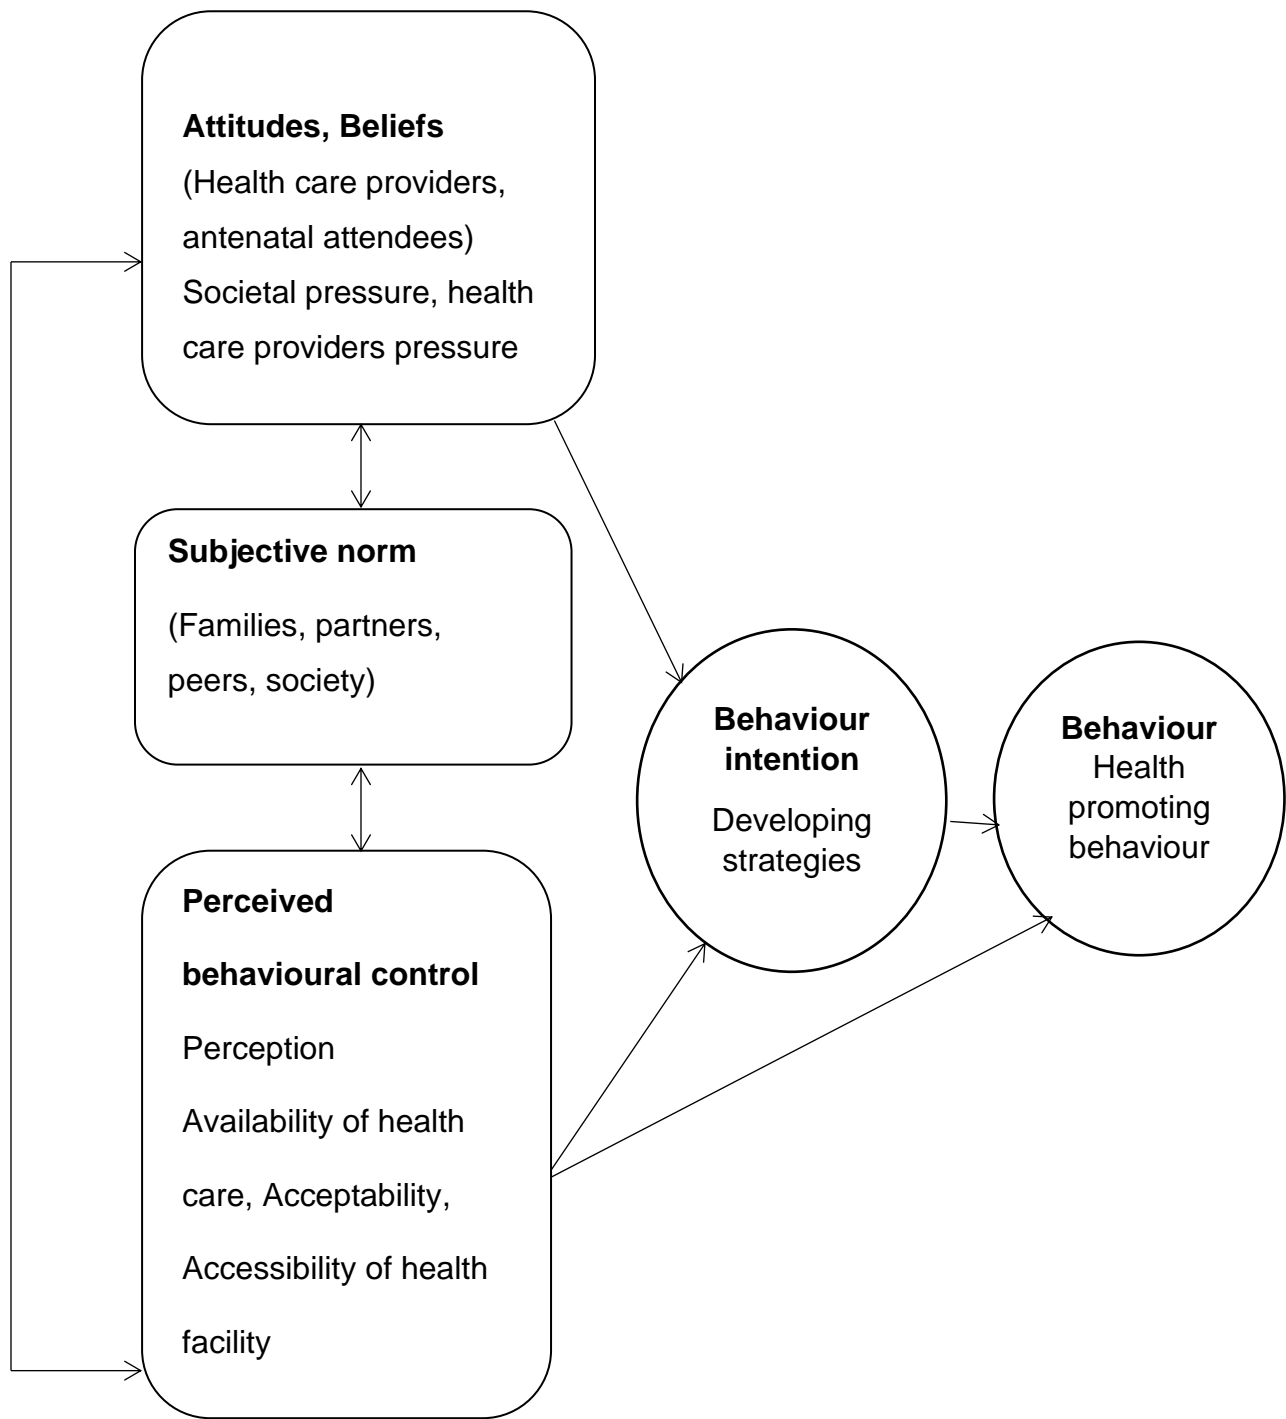 Attitudes, Beliefs
(Health care providers,
antenatal attendees)
Societal pressure, health
care providers pressure
Subjective norm
(Families, partners,
peers, society)
Perceived
behavioural control
Perception
Availability of health
care, Acceptability,
Accessibility of health
facility
Behaviour
intention
Developing
strategies
Behaviour
Health
promoting
behaviour